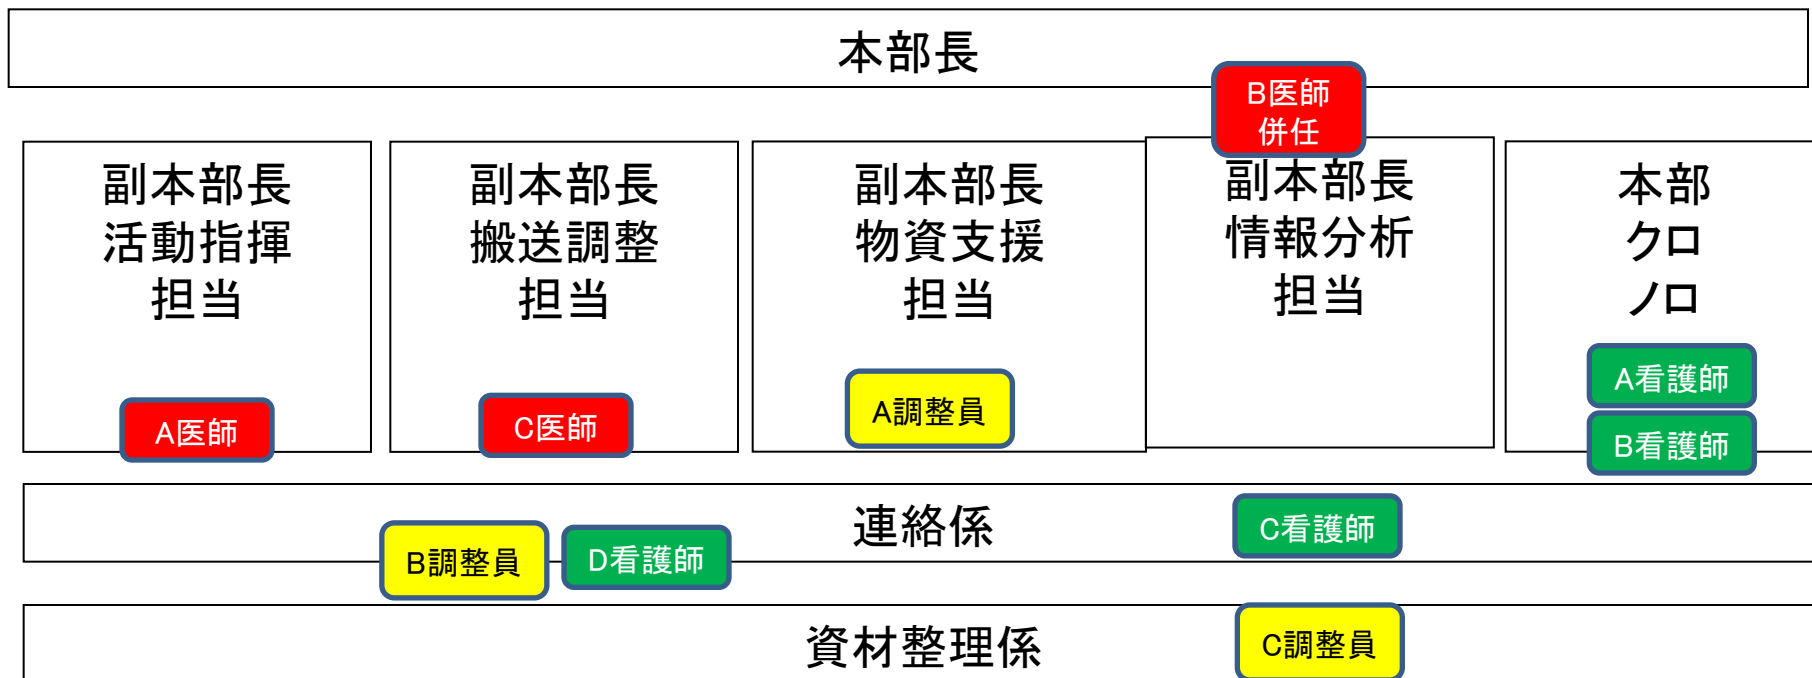 本部長
B医師
併任
副本部長
活動指揮
担当
A医師
副本部長
搬送調整
担当
C医師
副本部長
物資支援
担当
A調整員
副本部長
情報分析
担当
本部
クロ
ノロ
A看護師
B看護師
連絡係
C看護師
B調整員
D看護師
資材整理係
C調整員